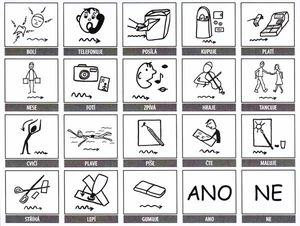 BOLÍ TELEFONUJE POSÍLÁ KUPUJE PLATÍ
NESE FOTÍ ZPÍVÁ HRAJE TANCUJE
CVIČÍ PLAVE PÍŠE ČTE MALUJE
ANO NE
STŘÍHÁ LEPÍ GUMUJE ANO NE